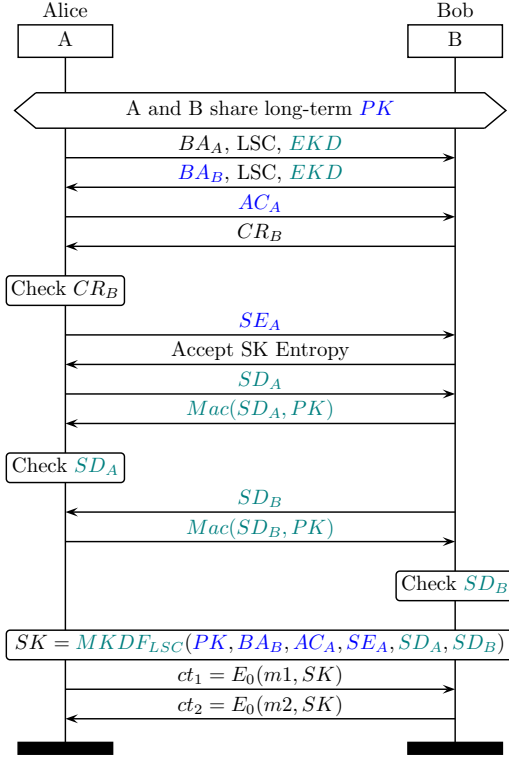 Alice Bob
A B
A and B share long-term PK
BA_A, LSC, EKD
BA_B, LSC, EKD
AC_A
CR_B
Check CR_B
SE_A
Accept SK Entropy
SD_A
Mac(SD_A, PK)
Check SD_A
SD_B
Mac(SD_B, PK)
Check SD_B
SK = MKDF_{LSC}(PK, BA_B, AC_A, SE_A, SD_A, SD_B)
ct_1 = E_0(m1, SK)
ct_2 = E_0(m2, SK)